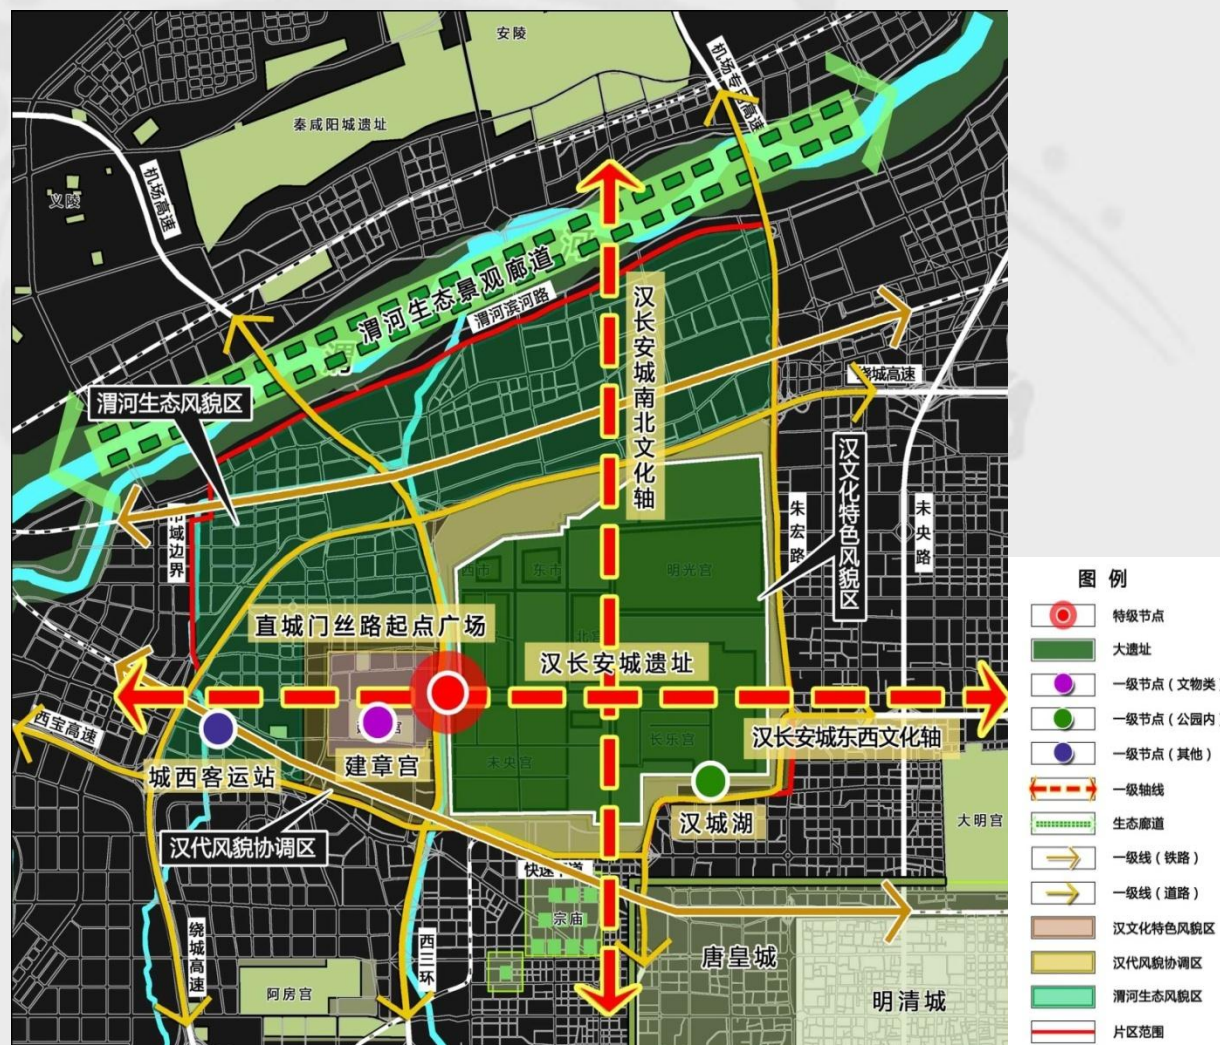 安陵
秦咸阳城遗址
义陵
机场高速
机场专用高速
渭河
渭河生态景观廊道
渭河滨河路
渭河生态风貌区
汉长安城南北文化轴
绕城高速
汉文化特色风貌区
朱宏路
未央路
市域边界
西市
东市
明光宫
直城门丝路起点广场
北宫
汉长安城遗址
西宝高速
建章宫
未央宫
长乐宫
汉长安城东西文化轴
城西客运站
汉城湖
大明宫
汉代风貌协调区
快速干道
宗庙
唐皇城
明清城
绕城高速
西三环
阿房宫
图 例
特级节点
大遗址
一级节点（文物类
一级节点（公园内
一级节点（其他）
一级轴线
生态廊道
一级线（铁路）
一级线（道路）
汉文化特色风貌区
汉代风貌协调区
渭河生态风貌区
片区范围